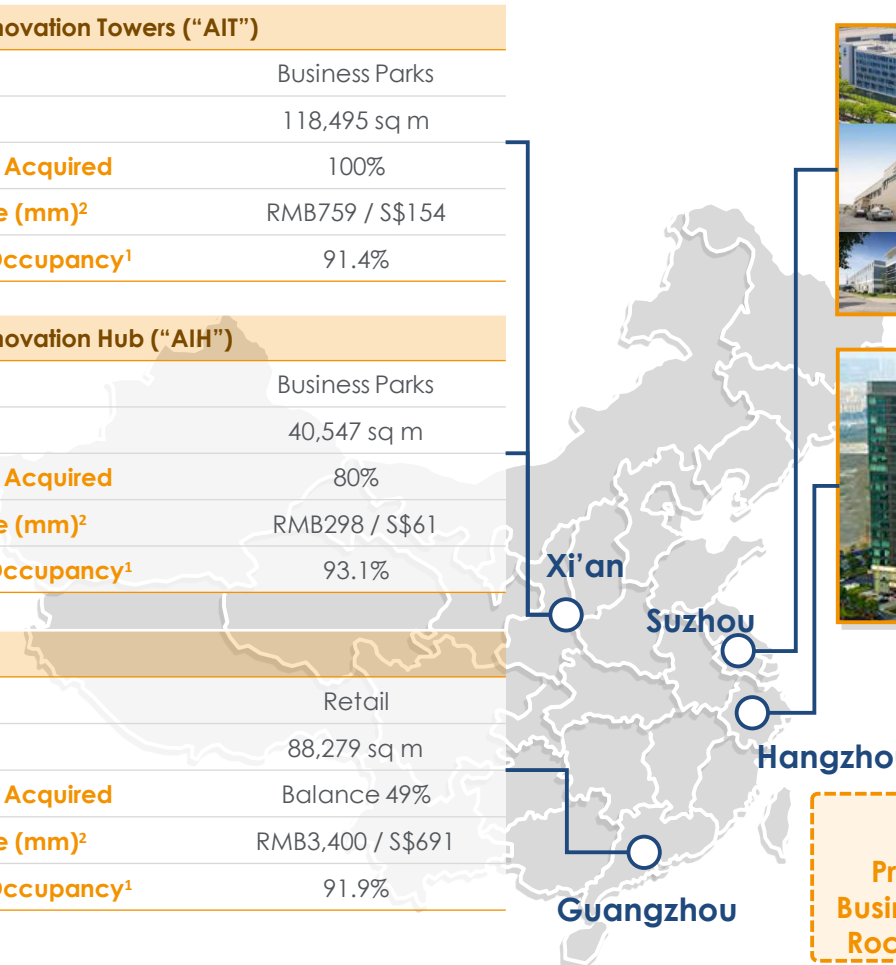 novation Towers (“AIT”)
Business Parks
118,495 sq m
Acquired 100%
e (mm)² RMB759 / S$154
Occupancy¹ 91.4%
novation Hub (“AIH”)
Business Parks
40,547 sq m
Acquired 80%
e (mm)² RMB298 / S$61
Occupancy¹ 93.1%
Retail
88,279 sq m
Acquired Balance 49%
e (mm)² RMB3,400 / S$691
Occupancy¹ 91.9%
Xi’an
Suzhou
Hangzho
Guangzhou
Pr
Busin
Roo